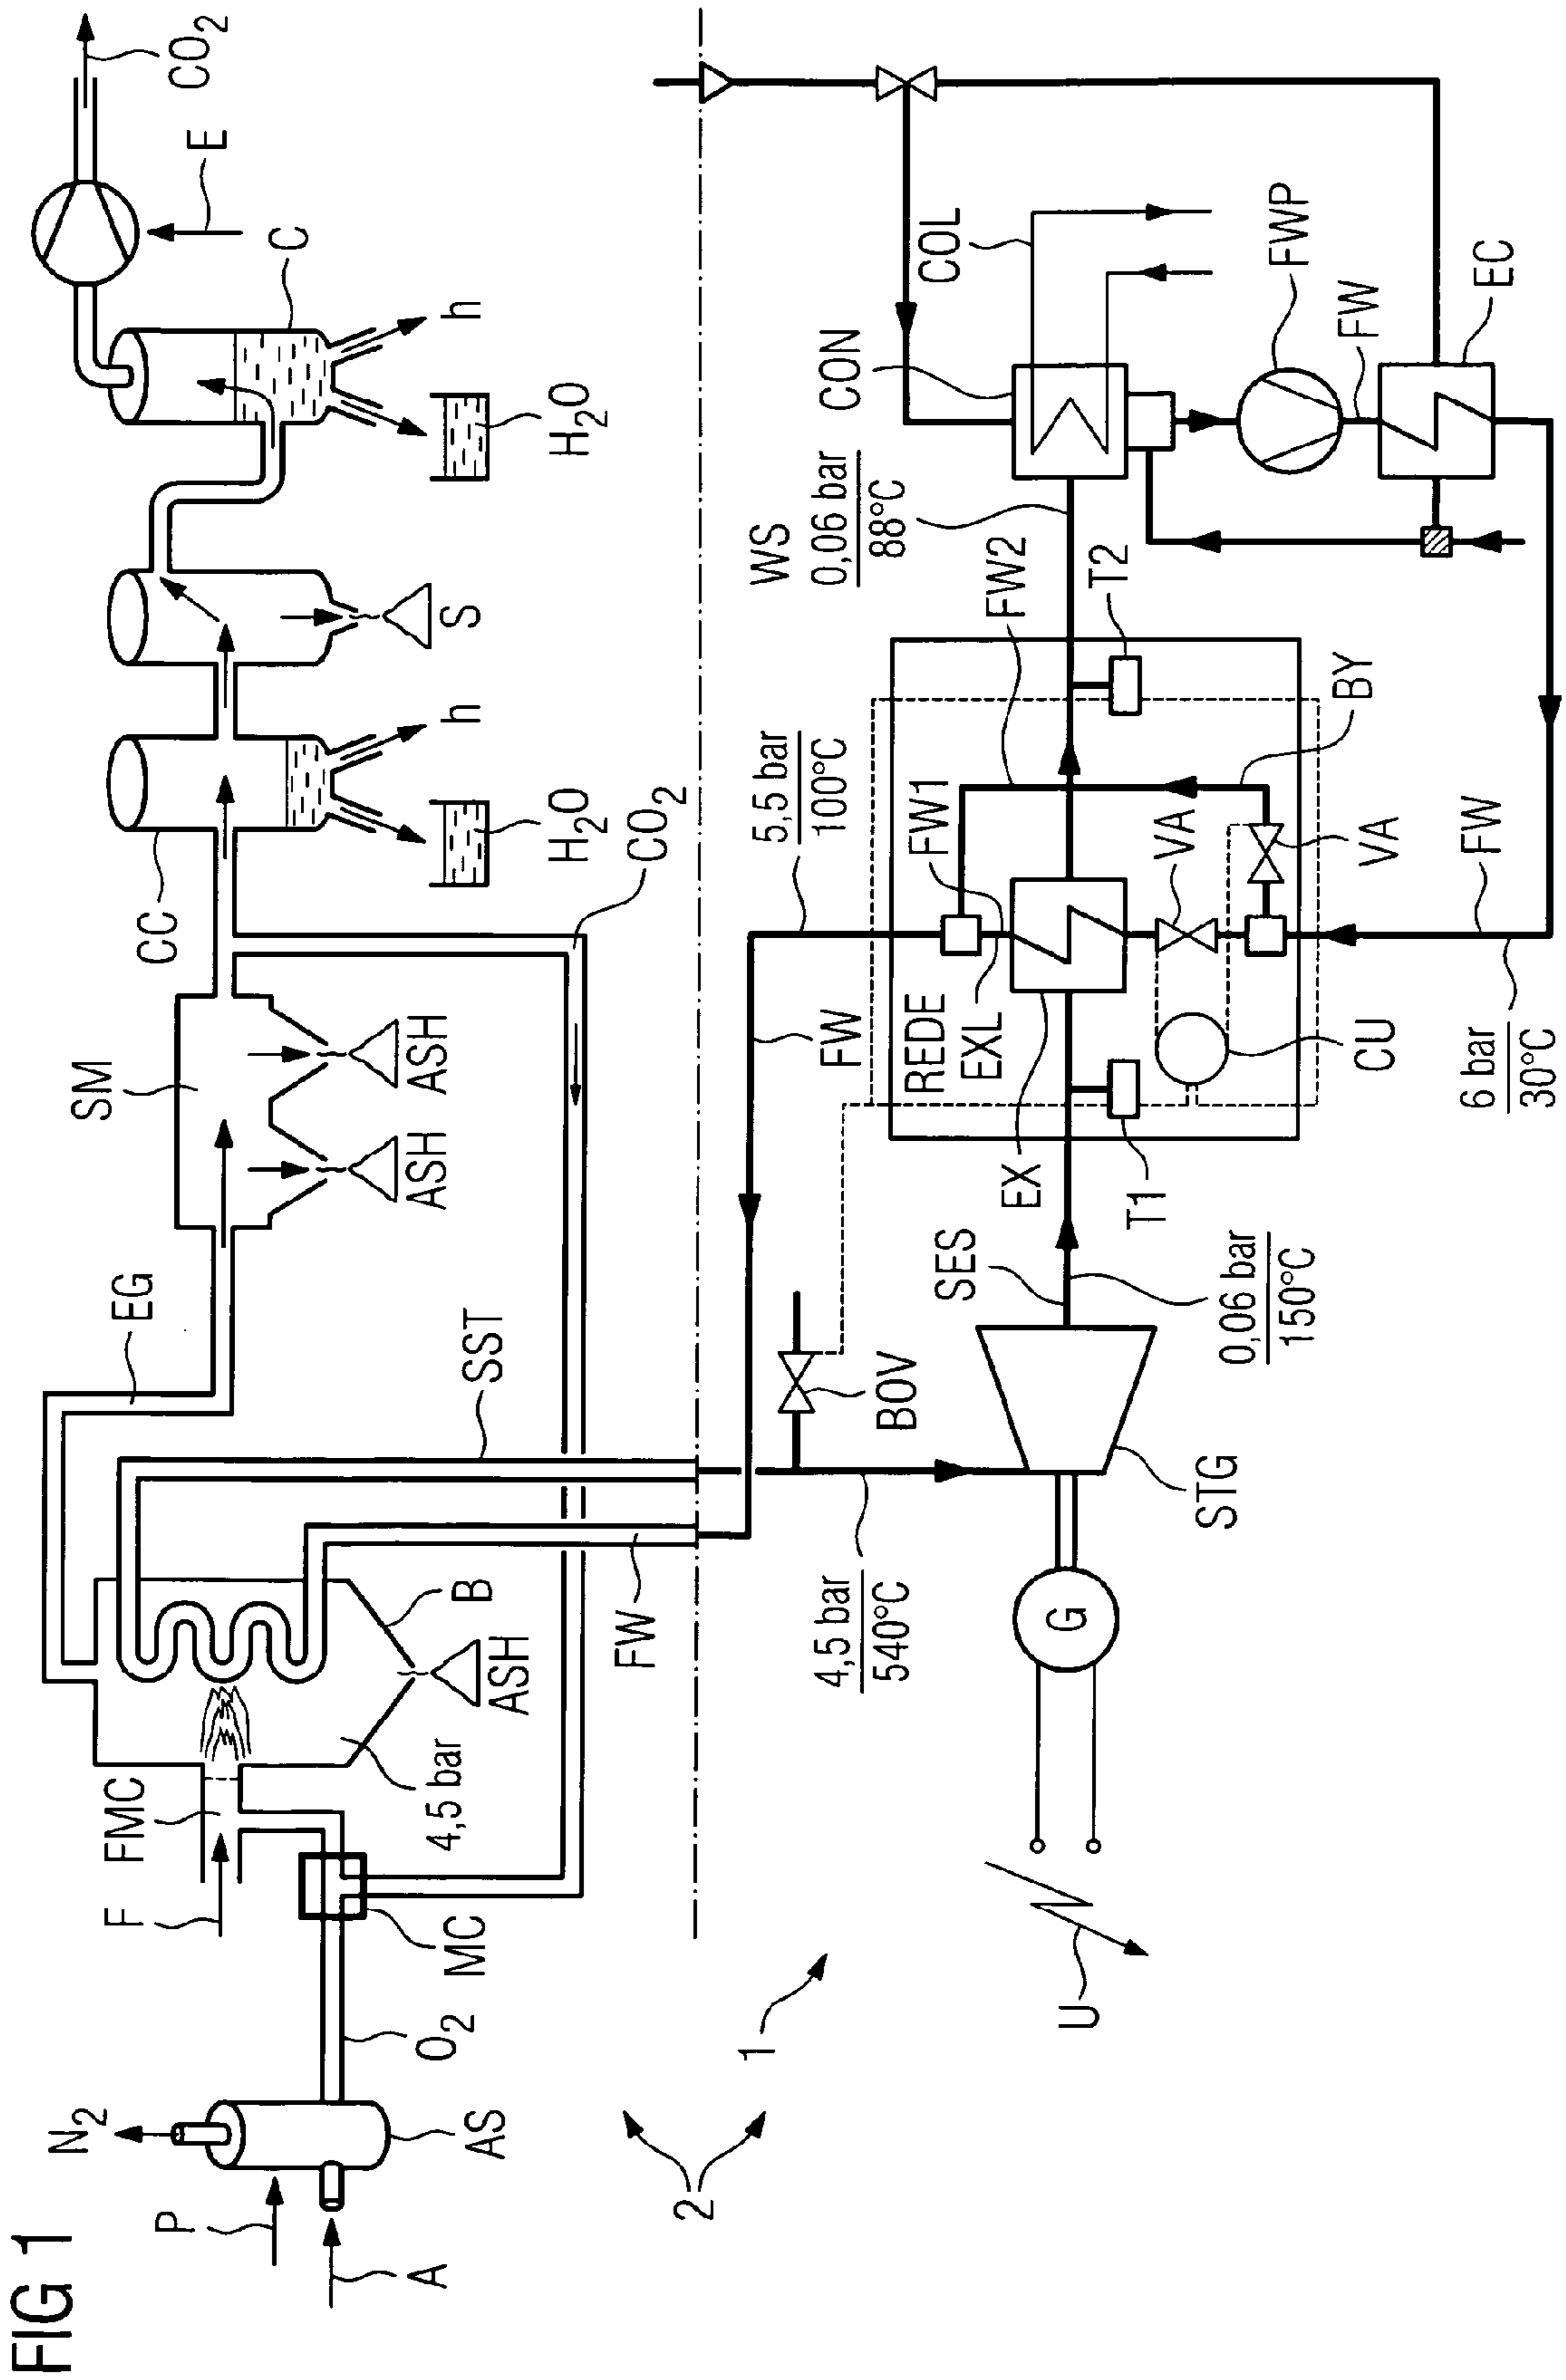 FIG 1
P
N2
A
AS
O2
MC
F
FMC
4,5 bar
B
ASH
FW
EG
SST
SM
ASH
ASH
CC
H2O
h
CO2
S
C
H2O
h
E
CO2
2
1
U
G
STG
4,5 bar
540°C
BOV
SES
0,06 bar
150°C
FW
5,5 bar
100°C
REDE
EXL
EX
T1
FW1
FW2
VA
VA
CU
BY
T2
WS
0,06 bar
88°C
CON
COL
FWP
FW
EC
FW
6 bar
30°C